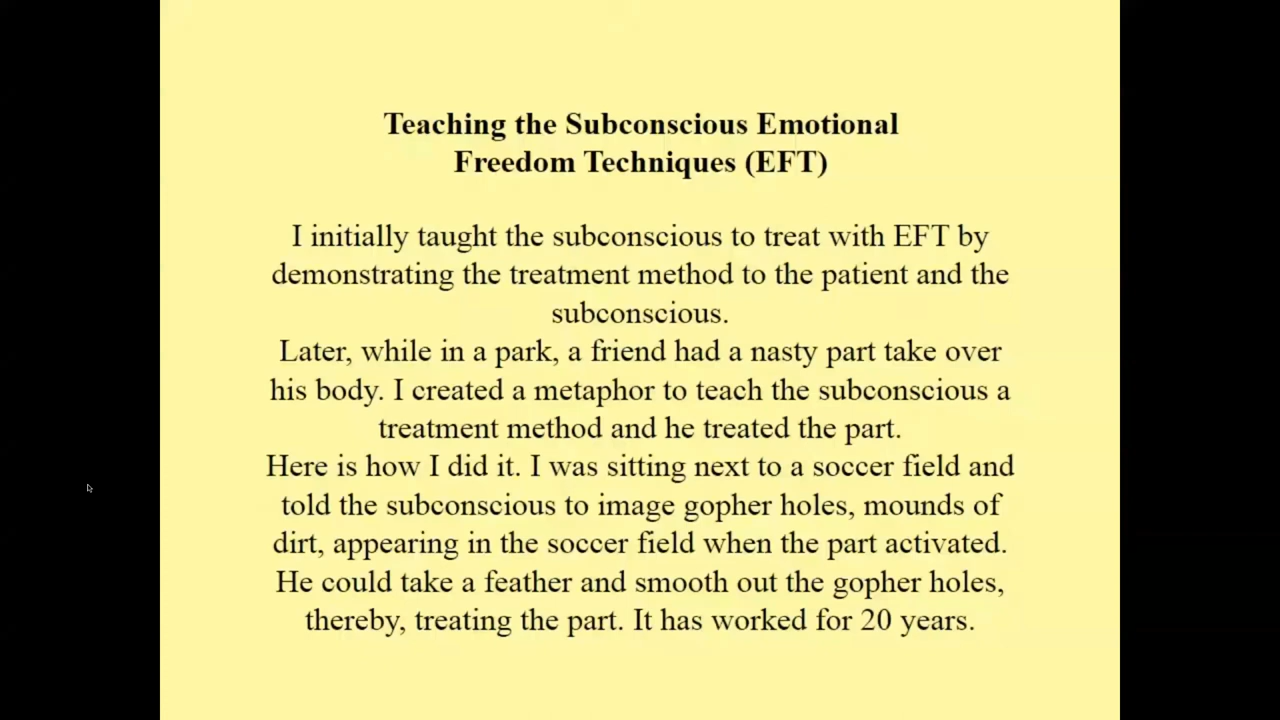 Teaching the Subconscious Emotional
Freedom Techniques (EFT)
I initially taught the subconscious to treat with EFT by
demonstrating the treatment method to the patient and the
subconscious.
Later, while in a park, a friend had a nasty part take over
his body. I created a metaphor to teach the subconscious a
treatment method and he treated the part.
Here is how I did it. I was sitting next to a soccer field and
told the subconscious to image gopher holes, mounds of
dirt, appearing in the soccer field when the part activated.
He could take a feather and smooth out the gopher holes,
thereby, treating the part. It has worked for 20 years.